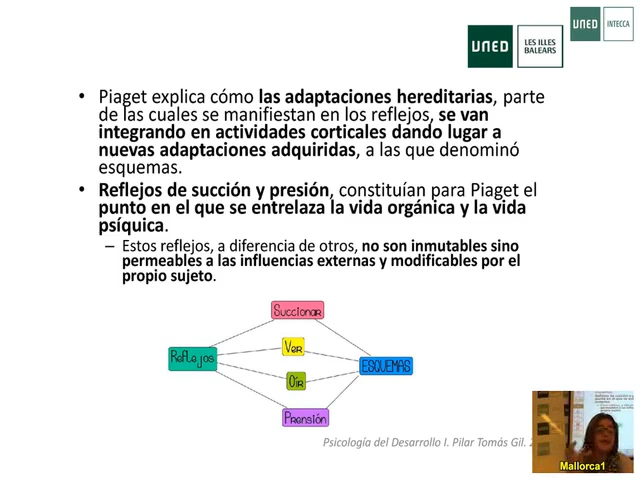 UNED
INTECCA
UNED
LES ILLES
BALEARS
• Piaget explica cómo las adaptaciones hereditarias, parte
de las cuales se manifiestan en los reflejos, se van
integrando en actividades corticales dando lugar a
nuevas adaptaciones adquiridas, a las que denominó
esquemas.
• Reflejos de succión y presión, constituían para Piaget el
punto en el que se entrelaza la vida orgánica y la vida
psíquica.
– Estos reflejos, a diferencia de otros, no son inmutables sino
permeables a las influencias externas y modificables por el
propio sujeto.
Succionar
Ver
Reflejos
ESQUEMAS
Oír
Prensión
Psicología del Desarrollo I. Pilar Tomás Gil. 2
Mallorca1